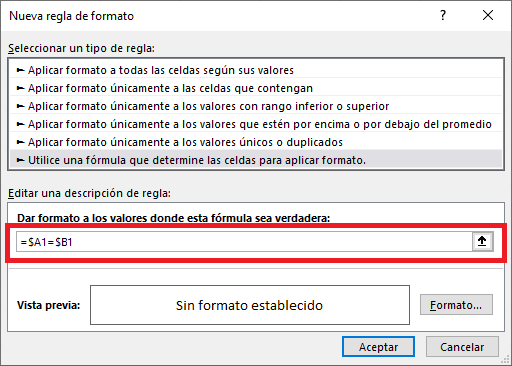 Nueva regla de formato
Seleccionar un tipo de regla:
► Aplicar formato a todas las celdas según sus valores
► Aplicar formato únicamente a las celdas que contengan
► Aplicar formato únicamente a los valores con rango inferior o superior
► Aplicar formato únicamente a los valores que estén por encima o por debajo del promedio
► Aplicar formato únicamente a los valores únicos o duplicados
► Utilice una fórmula que determine las celdas para aplicar formato.
Editar una descripción de regla:
Dar formato a los valores donde esta fórmula sea verdadera:
=$A1=$B1
Vista previa: Sin formato establecido Formato...
Aceptar Cancelar